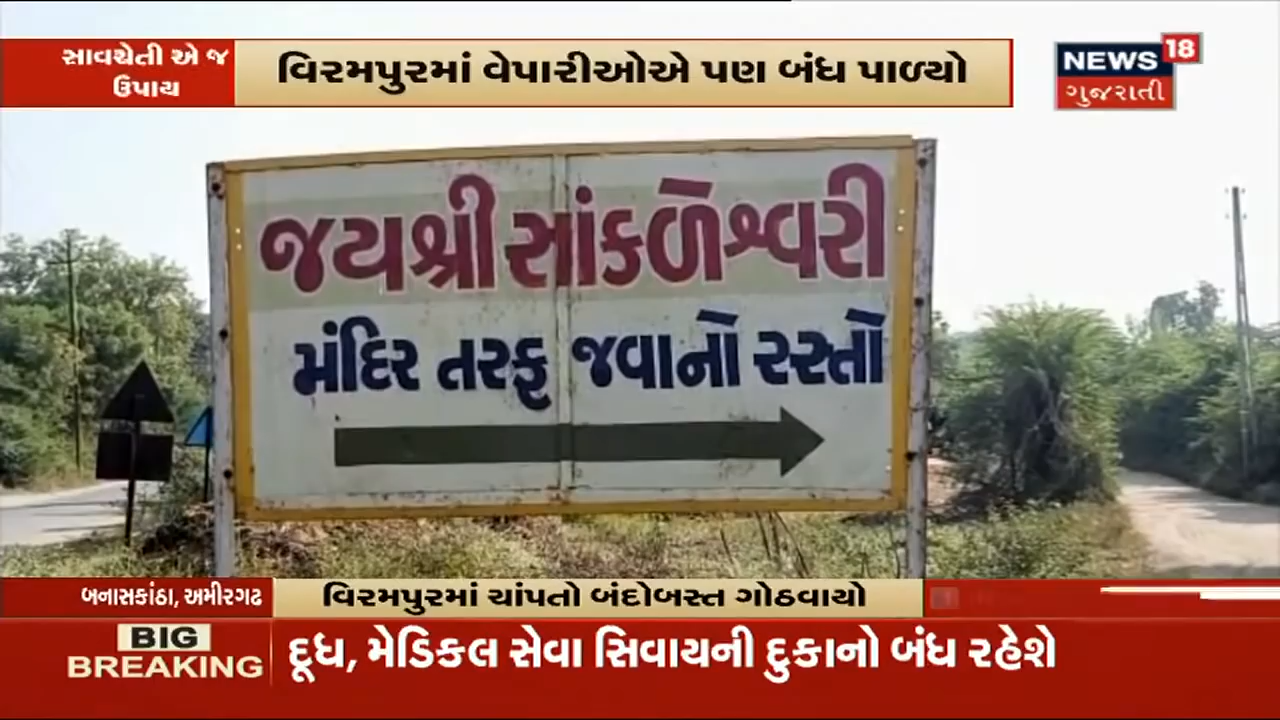 સાવચેતી એ જ
ઉપાય
વિરમપુરમાં વેપારીઓએ પણ બંધ પાળ્યો
NEWS 18
ગુજરાતી
જયશ્રી સાંકળેશ્વરી
મંદિર તરફ જવાનો રસ્તો
બનાસકાંઠા, અમીરગઢ
વિરમપુરમાં ચાંપતો બંદોબસ્ત ગોઠવાયો
BIG
BREAKING
દૂધ, મેડિકલ સેવા સિવાયની દુકાનો બંધ રહેશે